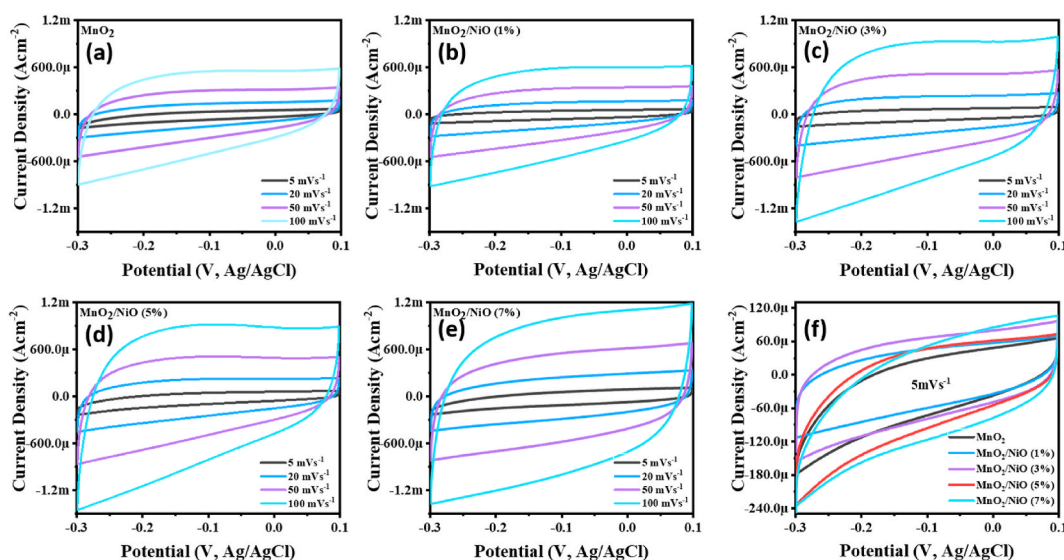 MnO2
(a)
1.2m
600.0μ
0.0
-600.0μ
-1.2m
Current Density (Acm-2)
5 mVs-1
20 mVs-1
50 mVs-1
100 mVs-1
-0.3 -0.2 -0.1 0.0 0.1
Potential (V, Ag/AgCl)
MnO2/NiO (1%)
(b)
1.2m
600.0μ
0.0
-600.0μ
-1.2m
Current Density (Acm-2)
5 mVs-1
20 mVs-1
50 mVs-1
100 mVs-1
-0.3 -0.2 -0.1 0.0 0.1
Potential (V, Ag/AgCl)
MnO2/NiO (3%)
(c)
1.2m
600.0μ
0.0
-600.0μ
-1.2m
Current Density (Acm-2)
5 mVs-1
20 mVs-1
50 mVs-1
100 mVs-1
-0.3 -0.2 -0.1 0.0 0.1
Potential (V, Ag/AgCl)
MnO2/NiO (5%)
(d)
1.2m
600.0μ
0.0
-600.0μ
-1.2m
Current Density (Acm-2)
5 mVs-1
20 mVs-1
50 mVs-1
100 mVs-1
-0.3 -0.2 -0.1 0.0 0.1
Potential (V, Ag/AgCl)
MnO2/NiO (7%)
(e)
1.2m
600.0μ
0.0
-600.0μ
-1.2m
Current Density (Acm-2)
5 mVs-1
20 mVs-1
50 mVs-1
100 mVs-1
-0.3 -0.2 -0.1 0.0 0.1
Potential (V, Ag/AgCl)
(f)
120.0μ
60.0μ
0.0
-60.0μ
-120.0μ
-180.0μ
-240.0μ
Current Density (Acm-2)
5mVs-1
MnO2
MnO2/NiO (1%)
MnO2/NiO (3%)
MnO2/NiO (5%)
MnO2/NiO (7%)
-0.3 -0.2 -0.1 0.0 0.1
Potential (V, Ag/AgCl)